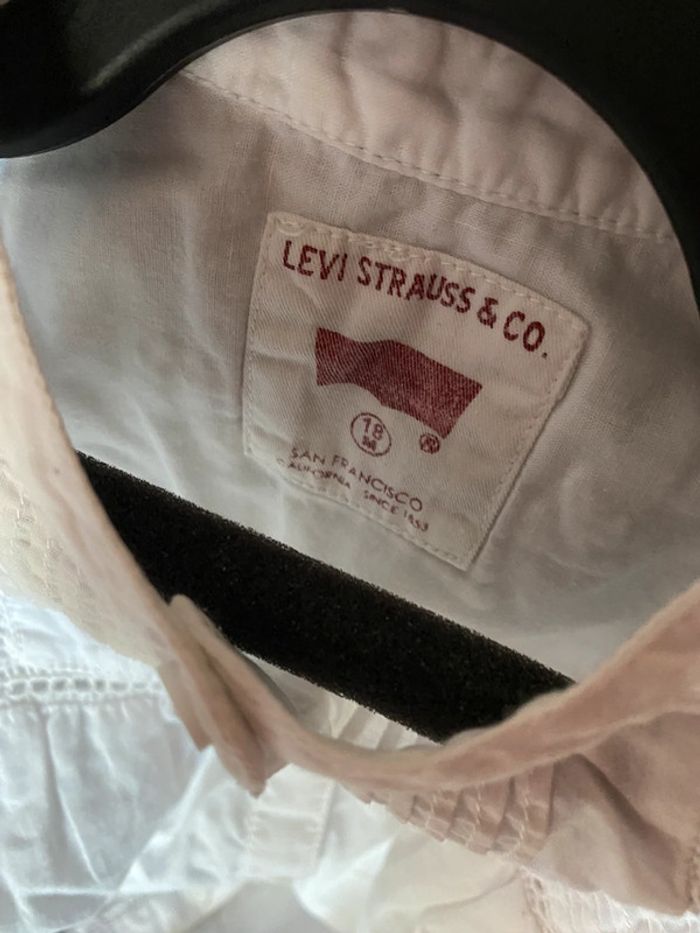 LEVI STRAUSS & CO.
18
M
®
SAN FRANCISCO
CALIFORNIA SINCE 1853